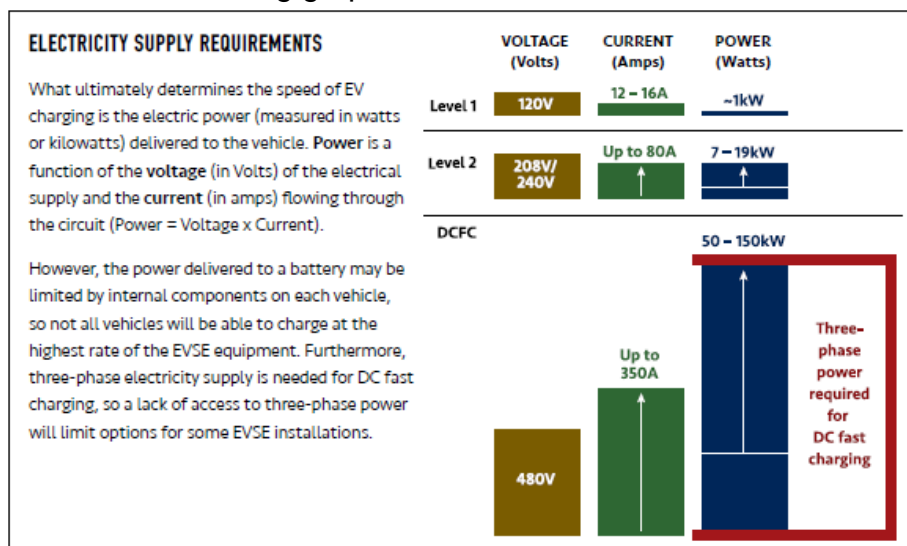 ELECTRICITY SUPPLY REQUIREMENTS
What ultimately determines the speed of EV
charging is the electric power (measured in watts
or kilowatts) delivered to the vehicle. Power is a
function of the voltage (in Volts) of the electrical
supply and the current (in amps) flowing through
the circuit (Power = Voltage x Current).
However, the power delivered to a battery may be
limited by internal components on each vehicle,
so not all vehicles will be able to charge at the
highest rate of the EVSE equipment. Furthermore,
three-phase electricity supply is needed for DC fast
charging, so a lack of access to three-phase power
will limit options for some EVSE installations.
VOLTAGE
(Volts)
CURRENT
(Amps)
POWER
(Watts)
Level 1
120V
12 – 16A
~1kW
Level 2
208V/
240V
Up to 80A
7 – 19kW
DCFC
480V
Up to
350A
50 – 150kW
Three-
phase
power
required
for
DC fast
charging